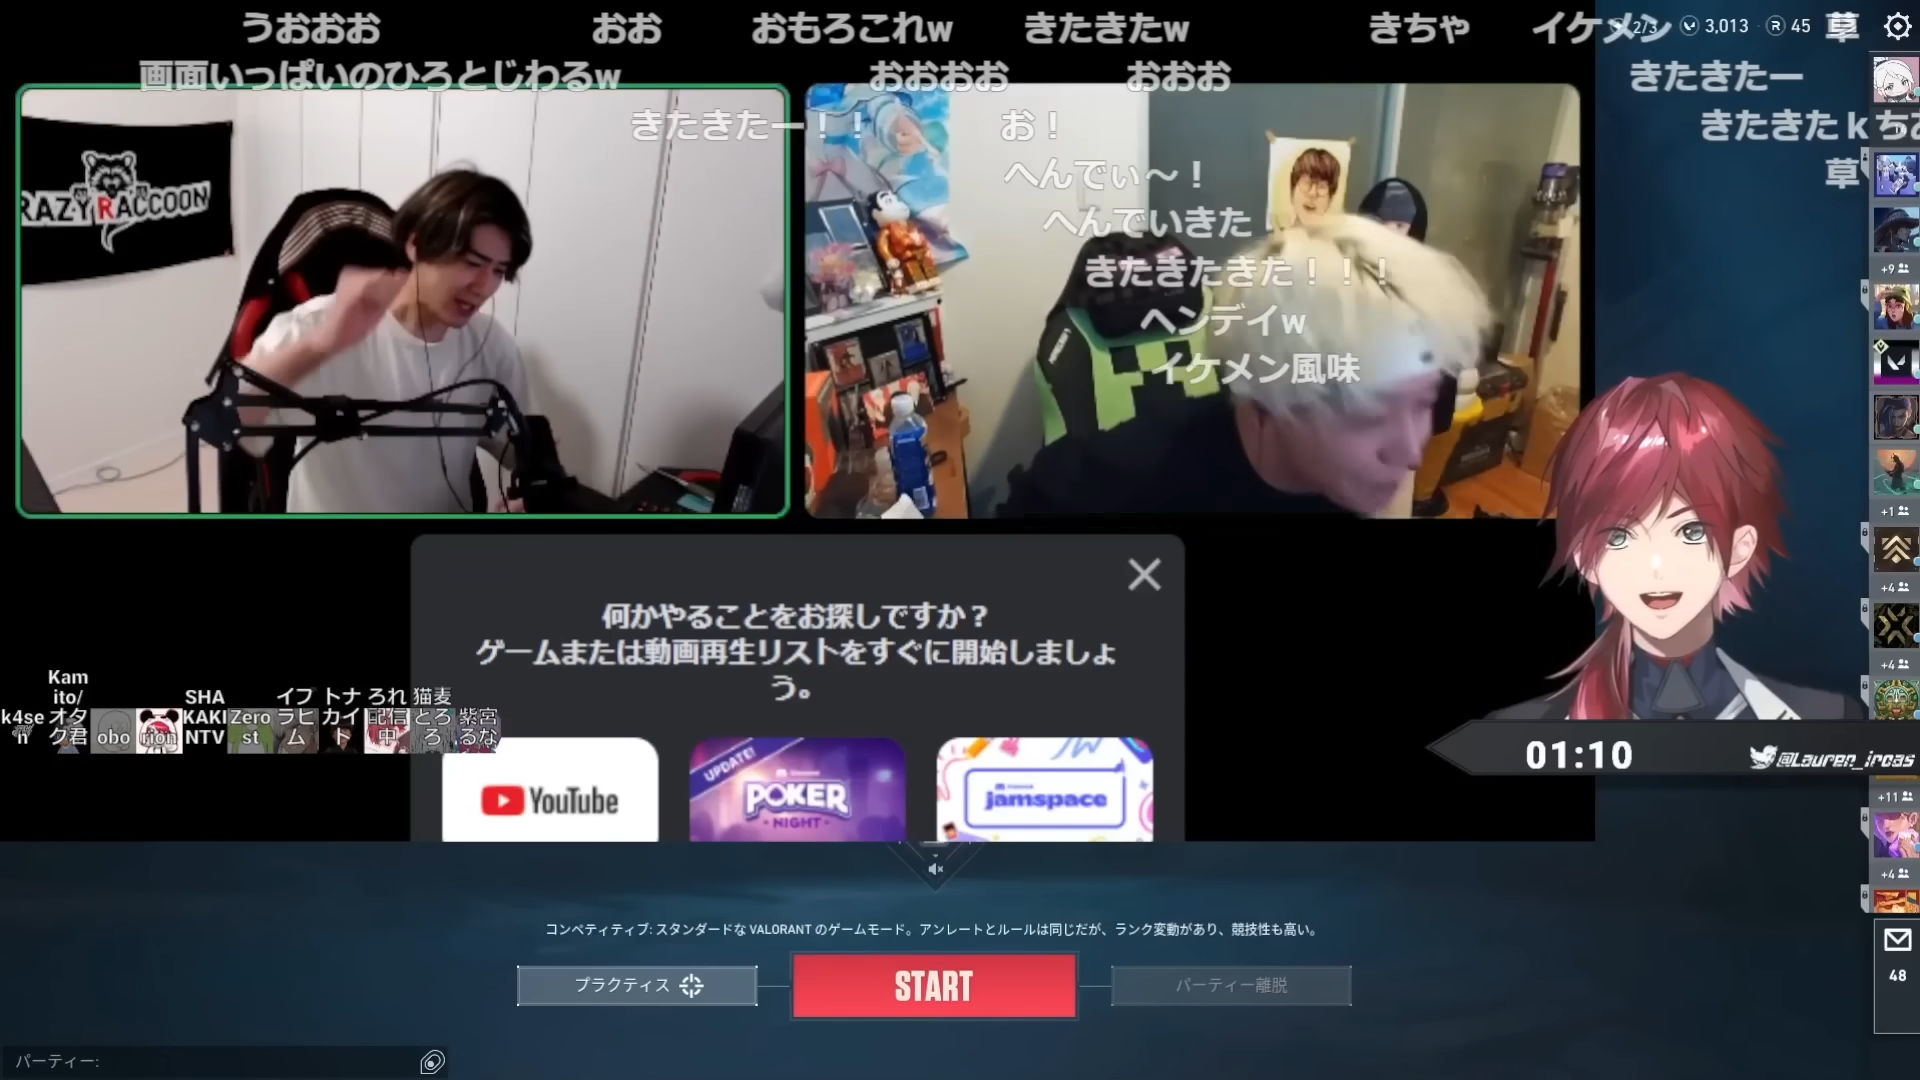 うおおお
おお
おもろこれw
きたきたw
きちゃ
イケメン
草
2/3
3,013
R 45
画面いっぱいのひろとじわるw
おおおお
おおお
きたきたー
きたきたー！！
お！
きたきたｋち
へんでぃ～！
草
へんでいきた
きたきたきた！！！
ヘンデイw
イケメン風味
RAZY RACCOON
+9
+1
+4
+4
+11
+4
48
何かやることをお探しですか？
ゲームまたは動画再生リストをすぐに開始しましょ
う。
k4sen
Kamito/オタク君
obo
rion
SHAKAKINTV
Zerost
イブラヒム
トナカイト
ろれ配信中
猫麦とろろ
紫宮るな
YouTube
UPDATE!
POKER
NIGHT
jamspace
01:10
@Lauren_iroas
コンペティティブ: スタンダードな VALORANT のゲームモード。アンレートとルールは同じだが、ランク変動があり、競技性も高い。
プラクティス
START
パーティー離脱
パーティー: